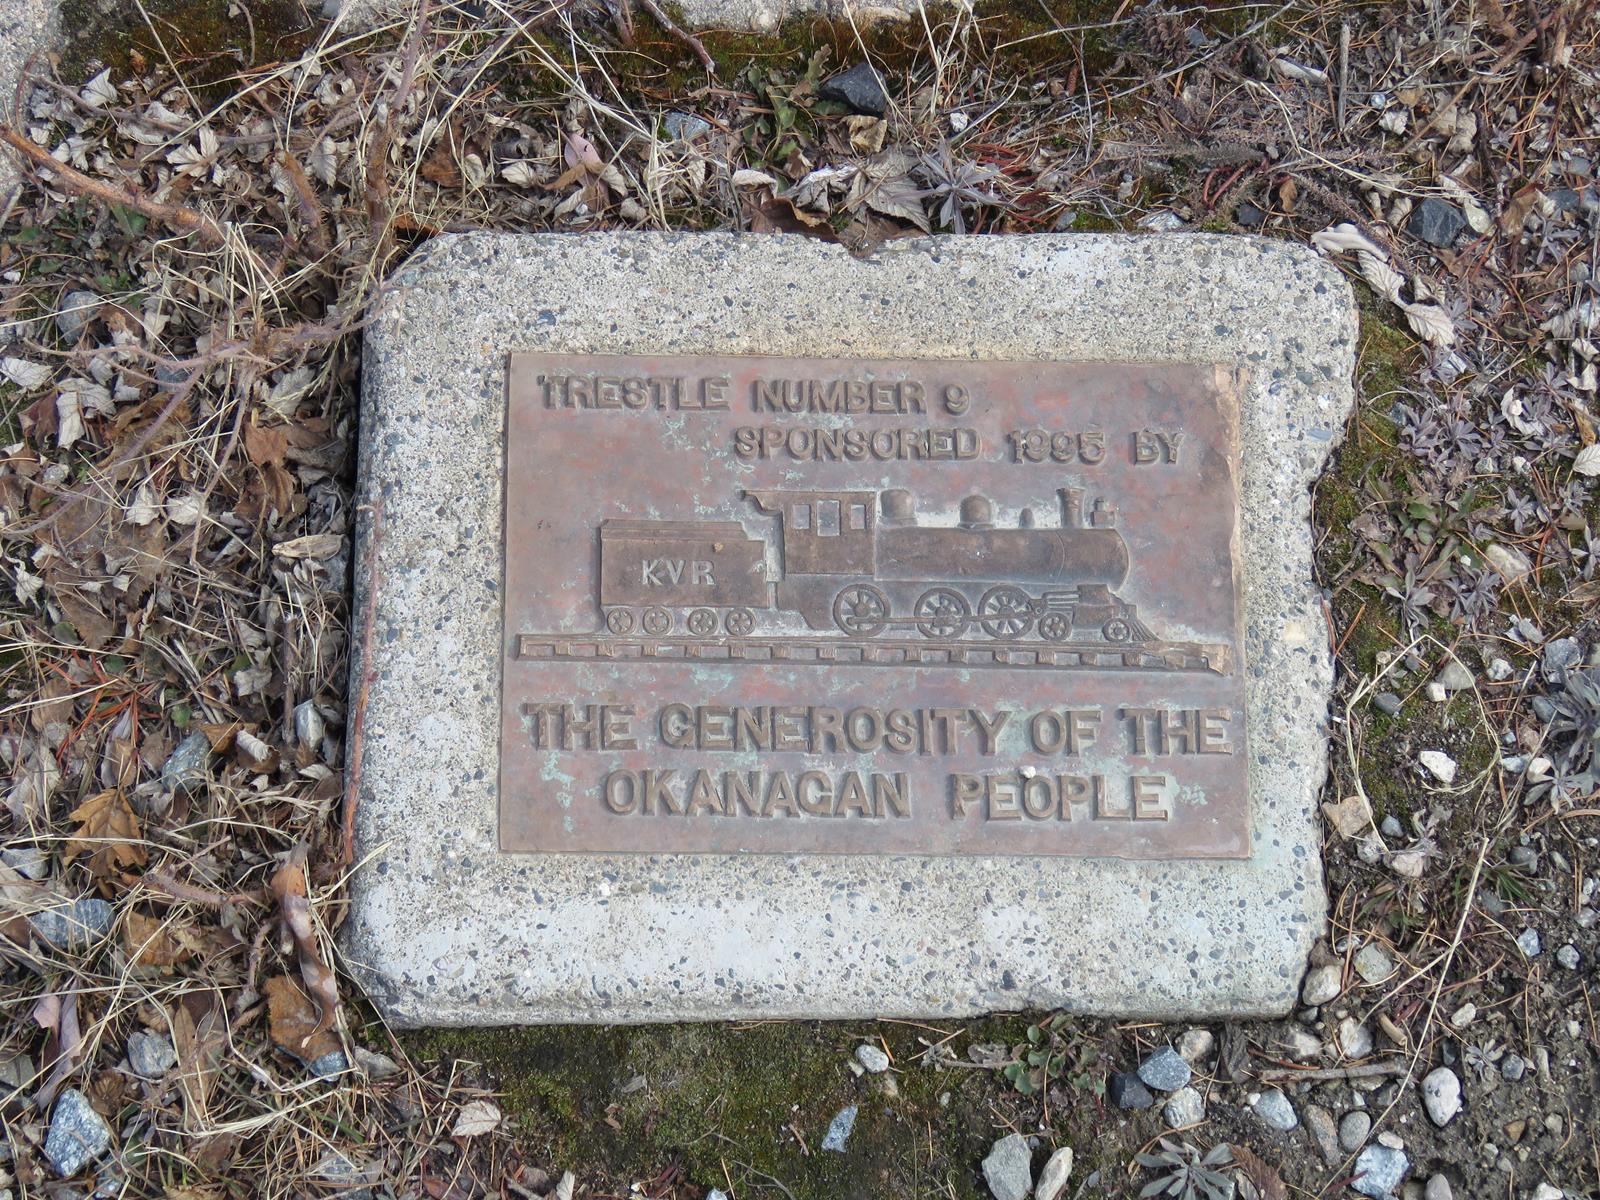 TRESTLE NUMBER 9
SPONSORED 1995 BY
KVR
THE GENEROSITY OF THE
OKANAGAN PEOPLE